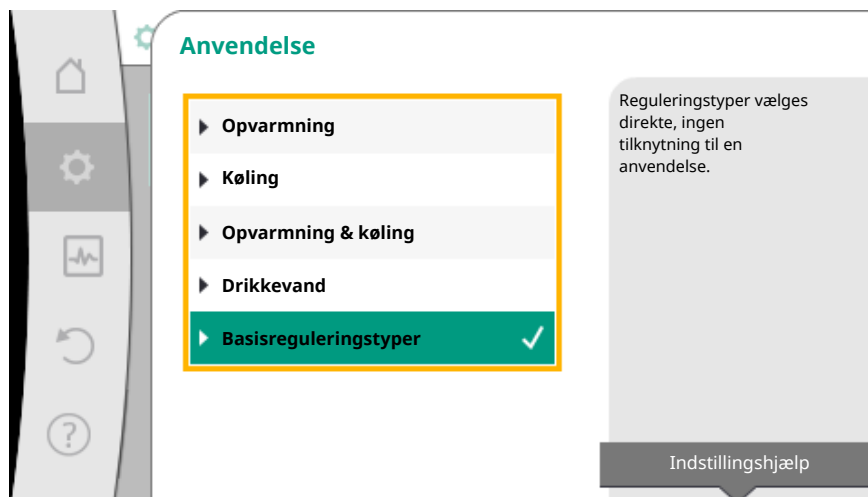 Anvendelse
Opvarmning
Køling
Opvarmning & køling
Drikkevand
Basisreguleringstyper
Reguleringstyper vælges
direkte, ingen
tilknytning til en
anvendelse.
Indstillingshjælp